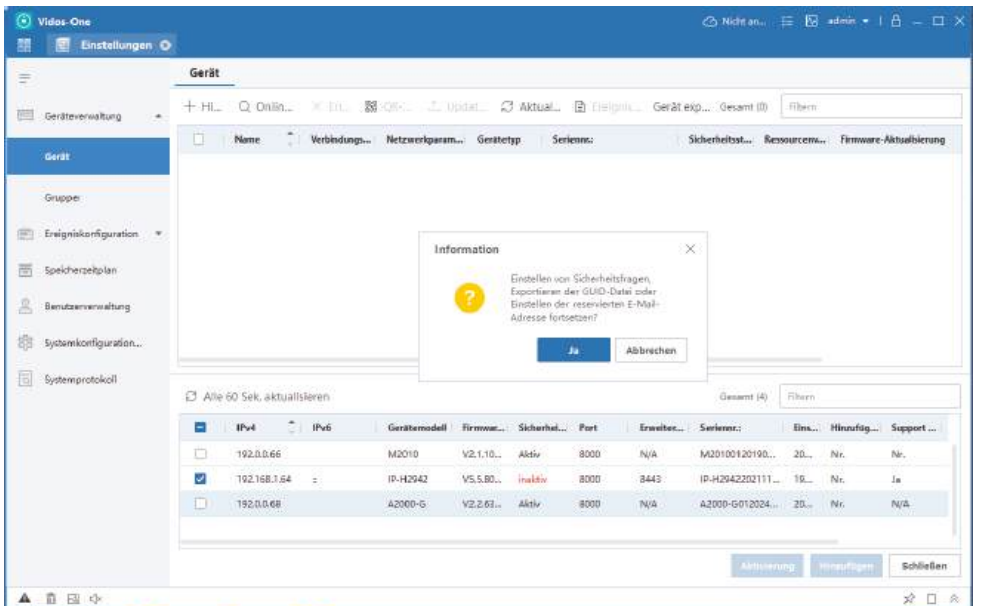 Vidos-One
Nicht an... admin
Einstellungen
Gerät
Hi... Onlin... Aktual... Gerät exp... Gesamt (0) Filtern
Geräteverwaltung
Name Verbindungs... Netzwerkparam... Gerätetyp Seriennr.: Sicherheitsst... Ressourcenn... Firmware-Aktualisierung
Gerät
Gruppe
Ereigniskonfiguration
Speicherzeitplan
Benutzerverwaltung
Systemkonfiguration...
Systemprotokoll
Information
Einstellen von Sicherheitsfragen,
Exportieren der GUID-Datei oder
Einstellen der reservierten E-Mail-
Adresse fortsetzen?
Ja Abbrechen
Alle 60 Sek. aktualisieren Gesamt (4) Filtern
IPv4 IPv6 Gerätemodell Firmwar... Sicherhei... Port Erweiter... Seriennr.: Eins... Hinzufüg... Support ...
192.0.0.66 M2010 V2.1.10... Aktiv 8000 N/A M20100120190... 20... Nr. Nr.
192.168.1.64 :: IP-H2942 V5.5.80... inaktiv 8000 8443 IP-H2942202111... 19... Nr. Ja
192.0.0.68 A2000-G V2.2.63... Aktiv 8000 N/A A2000-G012024... 20... Nr. N/A
Aktivierung Hinzufügen Schließen